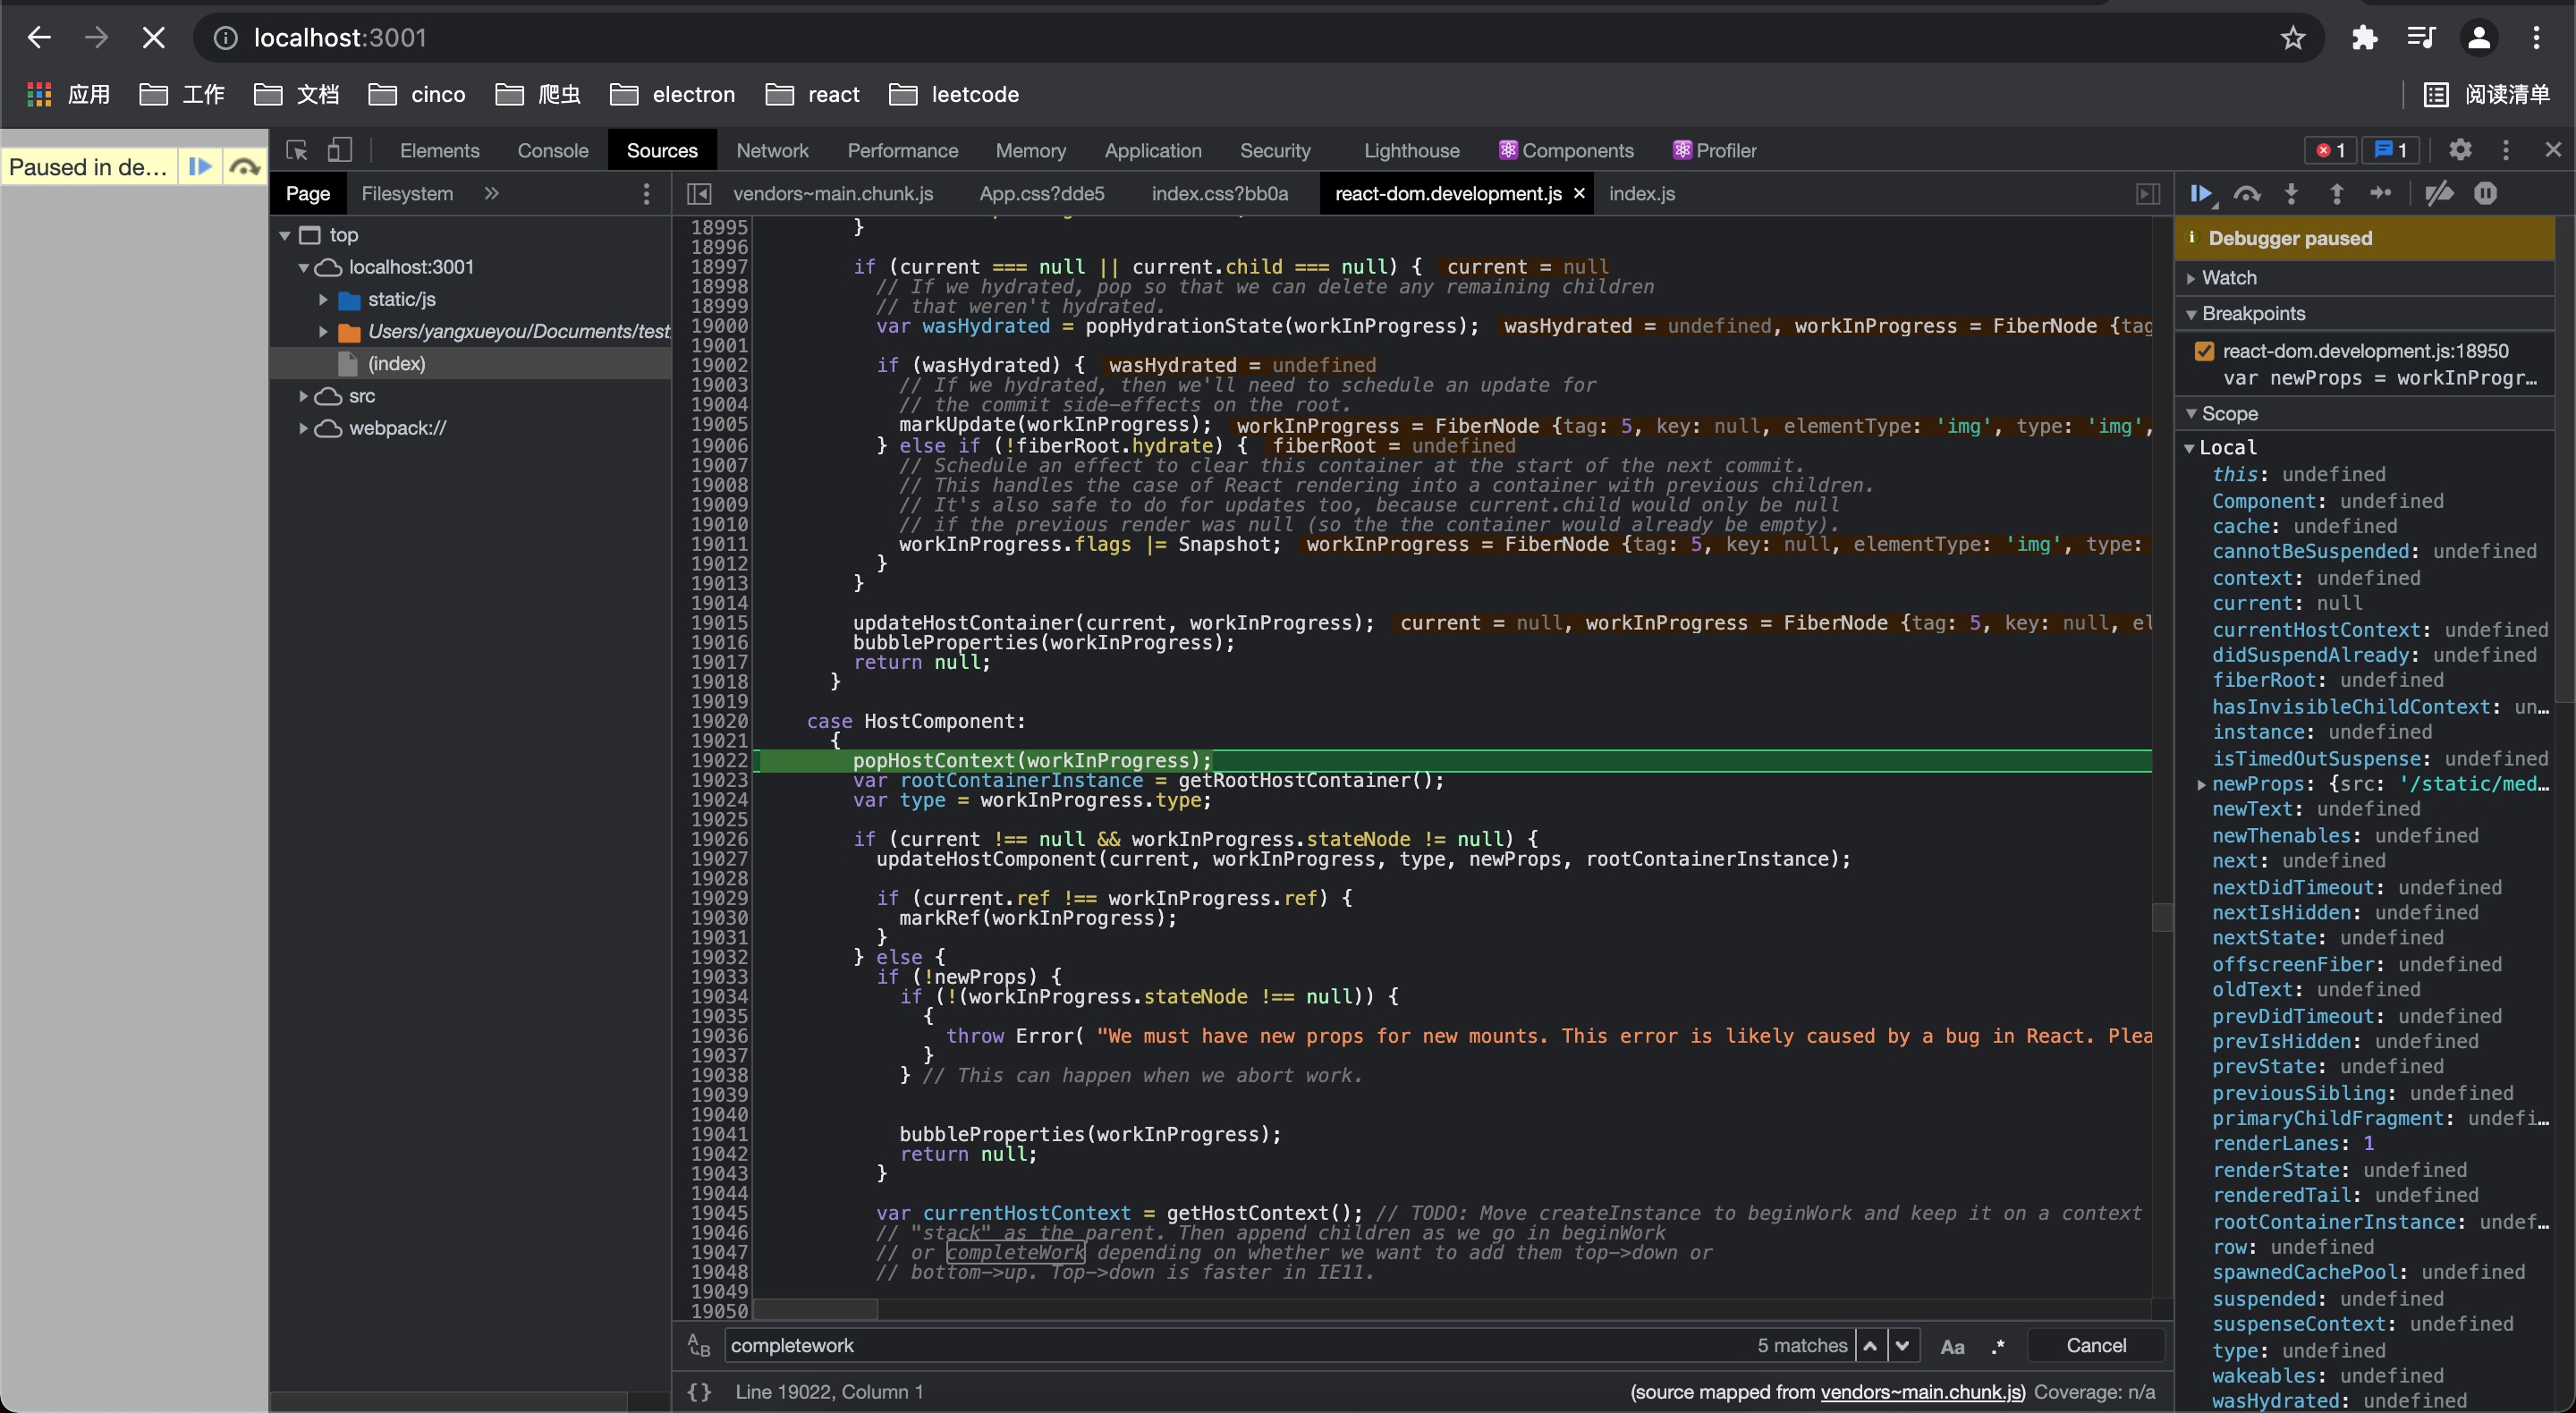 localhost:3001
应用 工作 文档 cinco 爬虫 electron react leetcode 阅读清单
Paused in de...
Elements Console Sources Network Performance Memory Application Security Lighthouse Components Profiler 1 1
Page Filesystem »
top
localhost:3001
static/js
Users/yangxueyou/Documents/test
(index)
src
webpack://
vendors~main.chunk.js App.css?dde5 index.css?bb0a react-dom.development.js × index.js
18995 }
18996
18997 if (current === null || current.child === null) { current = null
18998 // If we hydrated, pop so that we can delete any remaining children
18999 // that weren't hydrated.
19000 var wasHydrated = popHydrationState(workInProgress); wasHydrated = undefined, workInProgress = FiberNode {tag
19001
19002 if (wasHydrated) { wasHydrated = undefined
19003 // If we hydrated, then we'll need to schedule an update for
19004 // the commit side-effects on the root.
19005 markUpdate(workInProgress); workInProgress = FiberNode {tag: 5, key: null, elementType: 'img', type: 'img',
19006 } else if (!fiberRoot.hydrate) { fiberRoot = undefined
19007 // Schedule an effect to clear this container at the start of the next commit.
19008 // This handles the case of React rendering into a container with previous children.
19009 // It's also safe to do for updates too, because current.child would only be null
19010 // if the previous render was null (so the the container would already be empty).
19011 workInProgress.flags |= Snapshot; workInProgress = FiberNode {tag: 5, key: null, elementType: 'img', type:
19012 }
19013 }
19014
19015 updateHostContainer(current, workInProgress); current = null, workInProgress = FiberNode {tag: 5, key: null, el
19016 bubbleProperties(workInProgress);
19017 return null;
19018 }
19019
19020 case HostComponent:
19021 {
19022 popHostContext(workInProgress);
19023 var rootContainerInstance = getRootHostContainer();
19024 var type = workInProgress.type;
19025
19026 if (current !== null && workInProgress.stateNode != null) {
19027 updateHostComponent(current, workInProgress, type, newProps, rootContainerInstance);
19028
19029 if (current.ref !== workInProgress.ref) {
19030 markRef(workInProgress);
19031 }
19032 } else {
19033 if (!newProps) {
19034 if (!(workInProgress.stateNode !== null)) {
19035 {
19036 throw Error( "We must have new props for new mounts. This error is likely caused by a bug in React. Plea
19037 }
19038 } // This can happen when we abort work.
19039
19040
19041 bubbleProperties(workInProgress);
19042 return null;
19043 }
19044
19045 var currentHostContext = getHostContext(); // TODO: Move createInstance to beginWork and keep it on a context
19046 // "stack" as the parent. Then append children as we go in beginWork
19047 // or completeWork depending on whether we want to add them top->down or
19048 // bottom->up. Top->down is faster in IE11.
19049
19050
completework 5 matches Aa .* Cancel
{} Line 19022, Column 1 (source mapped from vendors~main.chunk.js) Coverage: n/a
Debugger paused
Watch
Breakpoints
react-dom.development.js:18950
var newProps = workInProgr...
Scope
Local
this: undefined
Component: undefined
cache: undefined
cannotBeSuspended: undefined
context: undefined
current: null
currentHostContext: undefined
didSuspendAlready: undefined
fiberRoot: undefined
hasInvisibleChildContext: un...
instance: undefined
isTimedOutSuspense: undefined
newProps: {src: '/static/med...
newText: undefined
newThenables: undefined
next: undefined
nextDidTimeout: undefined
nextIsHidden: undefined
nextState: undefined
offscreenFiber: undefined
oldText: undefined
prevDidTimeout: undefined
prevIsHidden: undefined
prevState: undefined
previousSibling: undefined
primaryChildFragment: undefi...
renderLanes: 1
renderState: undefined
renderedTail: undefined
rootContainerInstance: undef...
row: undefined
spawnedCachePool: undefined
suspended: undefined
suspenseContext: undefined
type: undefined
wakeables: undefined
wasHydrated: undefined